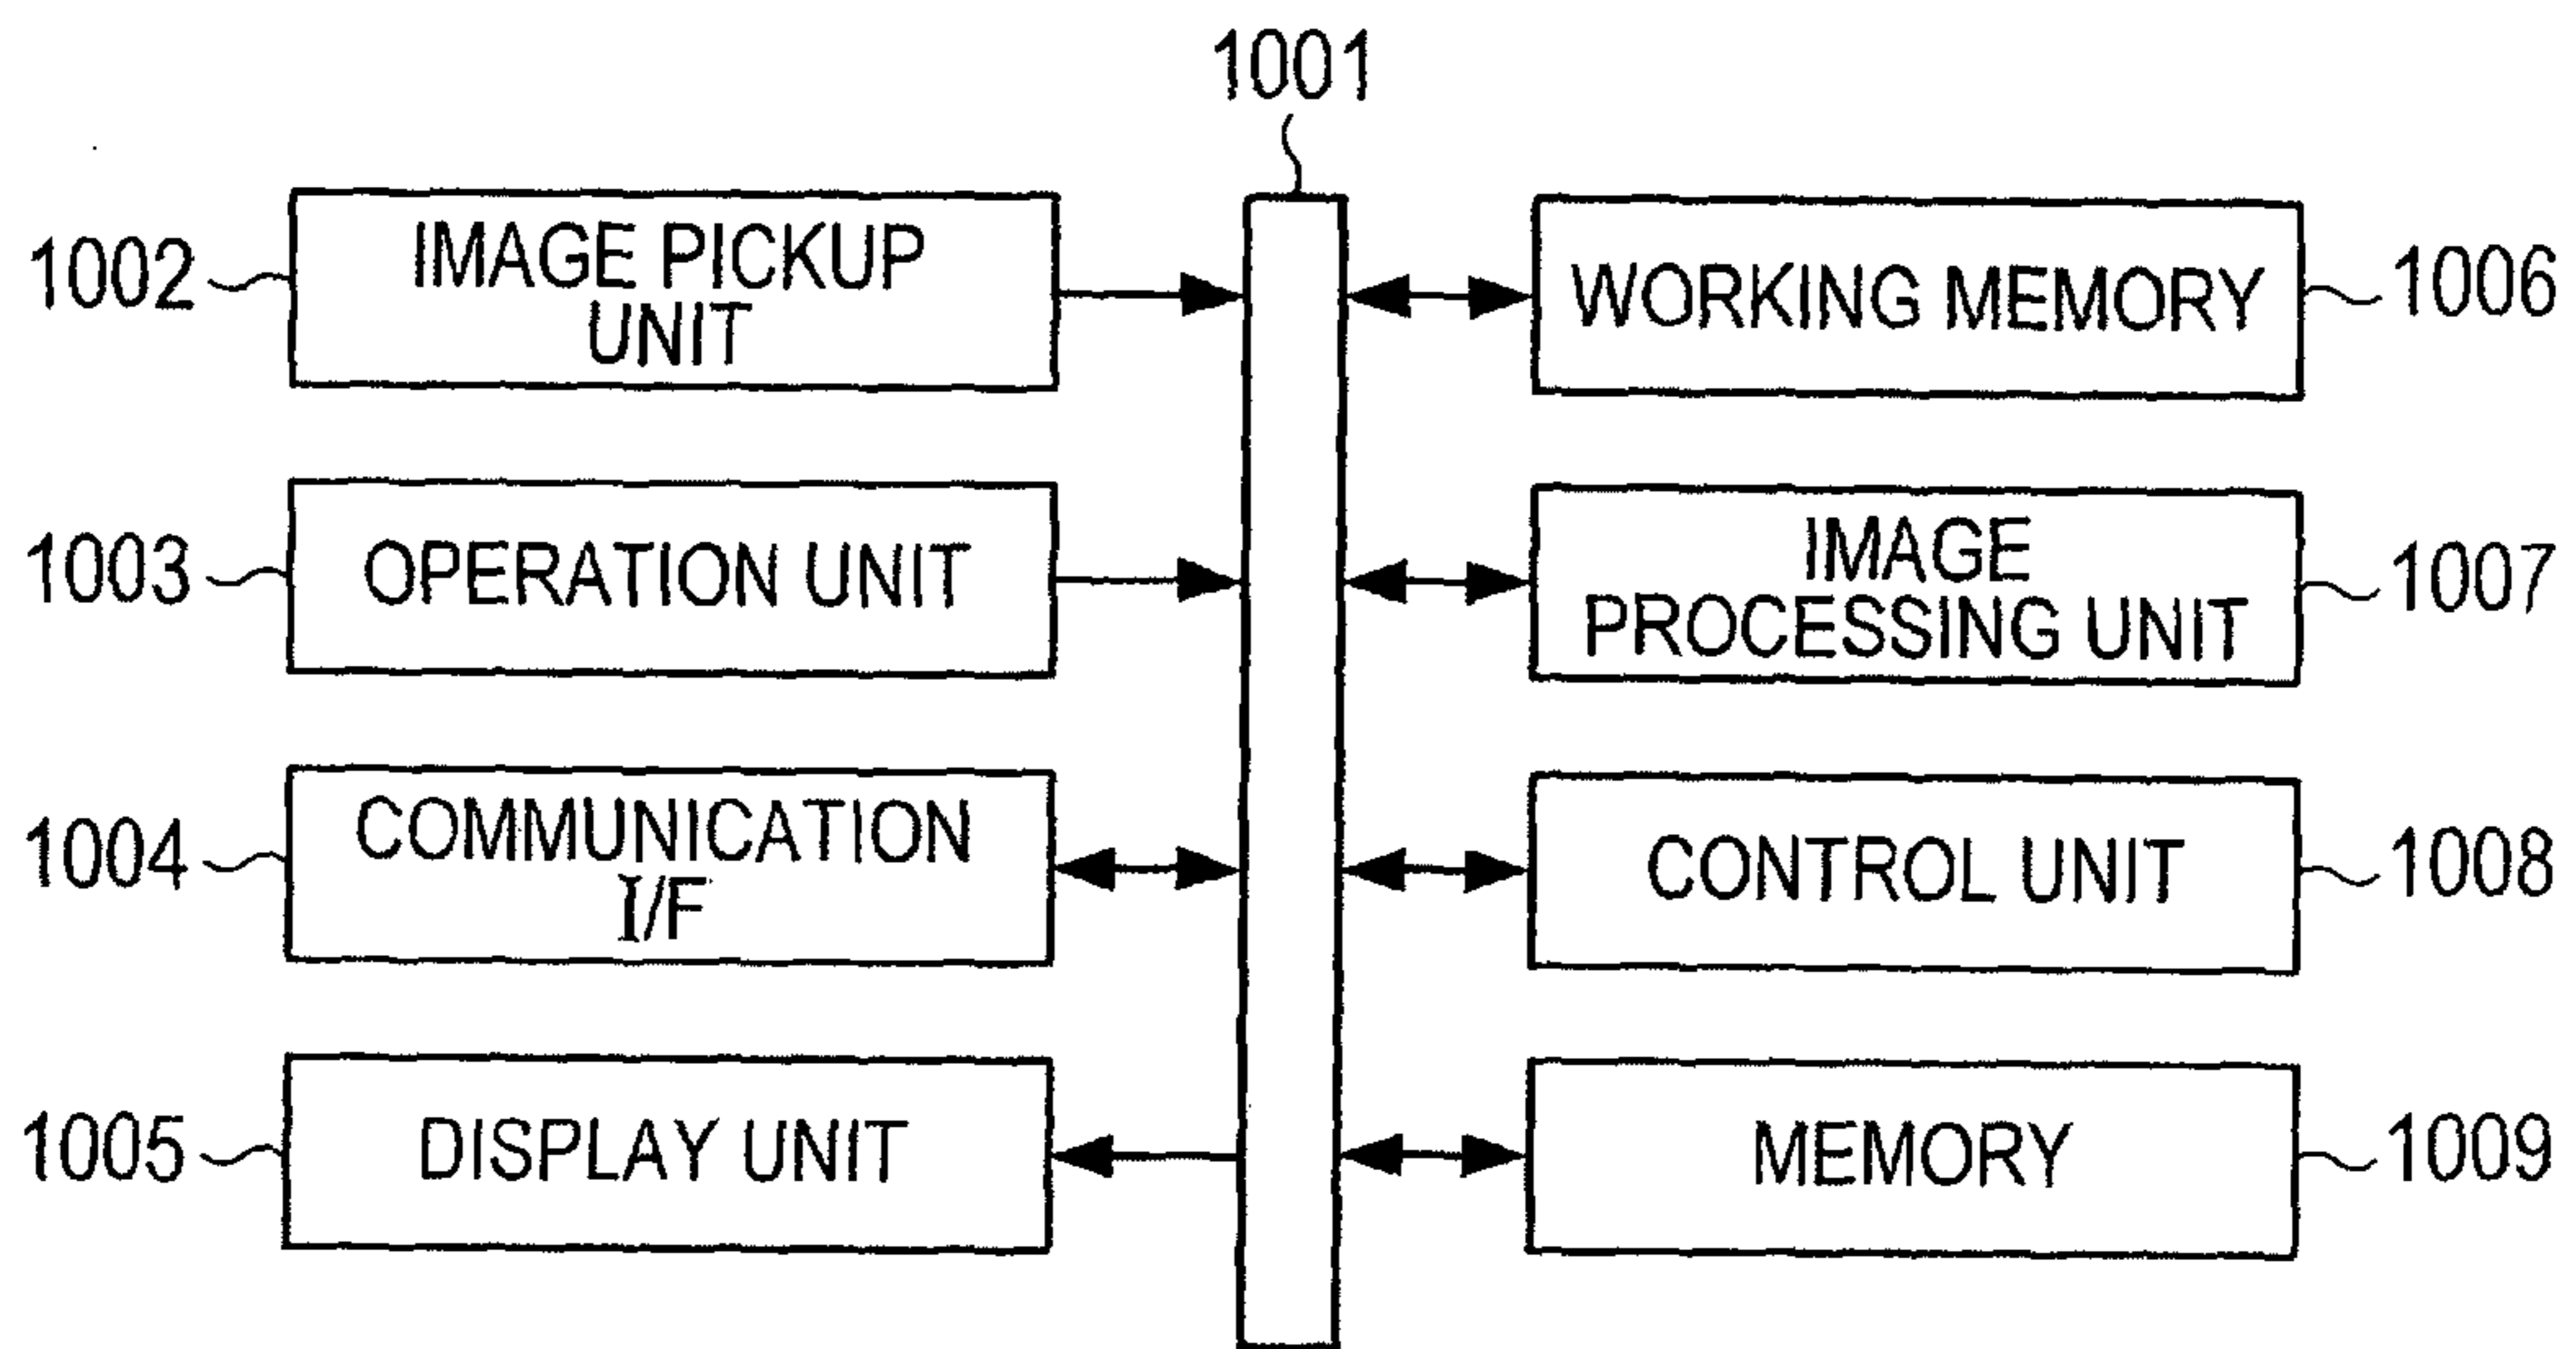 1001
1002
IMAGE PICKUP
UNIT
1003
OPERATION UNIT
1004
COMMUNICATION
I/F
1005
DISPLAY UNIT
WORKING MEMORY
1006
IMAGE
PROCESSING UNIT
1007
CONTROL UNIT
1008
MEMORY
1009